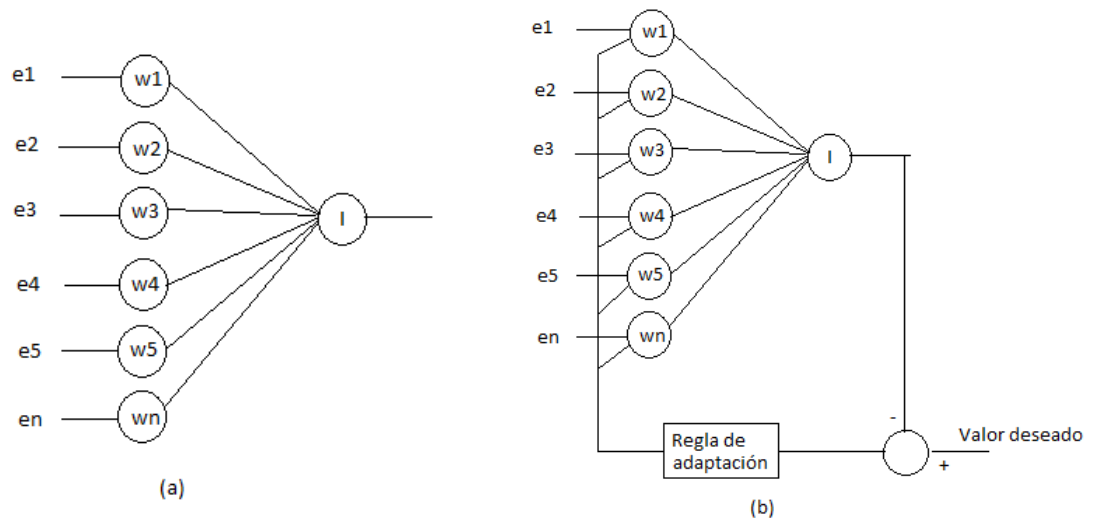 e1 w1
e2 w2
e3 w3
e4 w4
e5 w5
en wn
I
(a)
e1 w1
e2 w2
e3 w3
e4 w4
e5 w5
en wn
I
-
Regla de
adaptación
Valor deseado
+
(b)